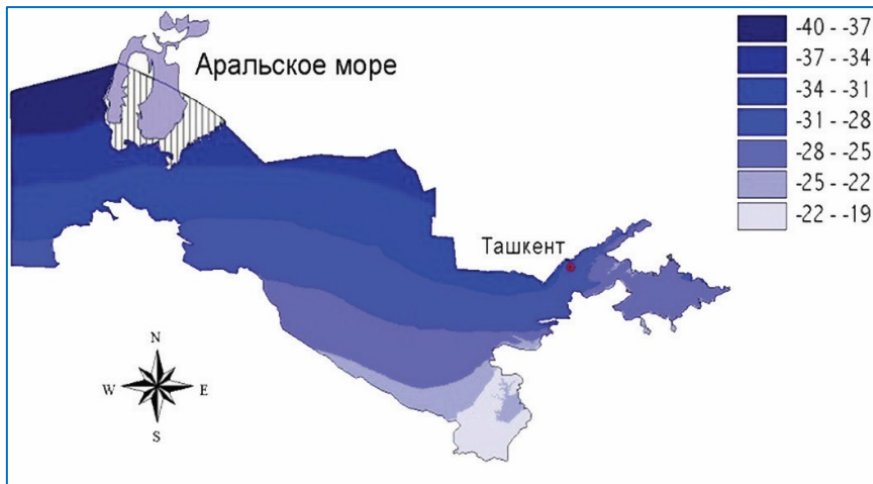 Аральское море
Ташкент
-40 - -37
-37 - -34
-34 - -31
-31 - -28
-28 - -25
-25 - -22
-22 - -19
N
W E
S